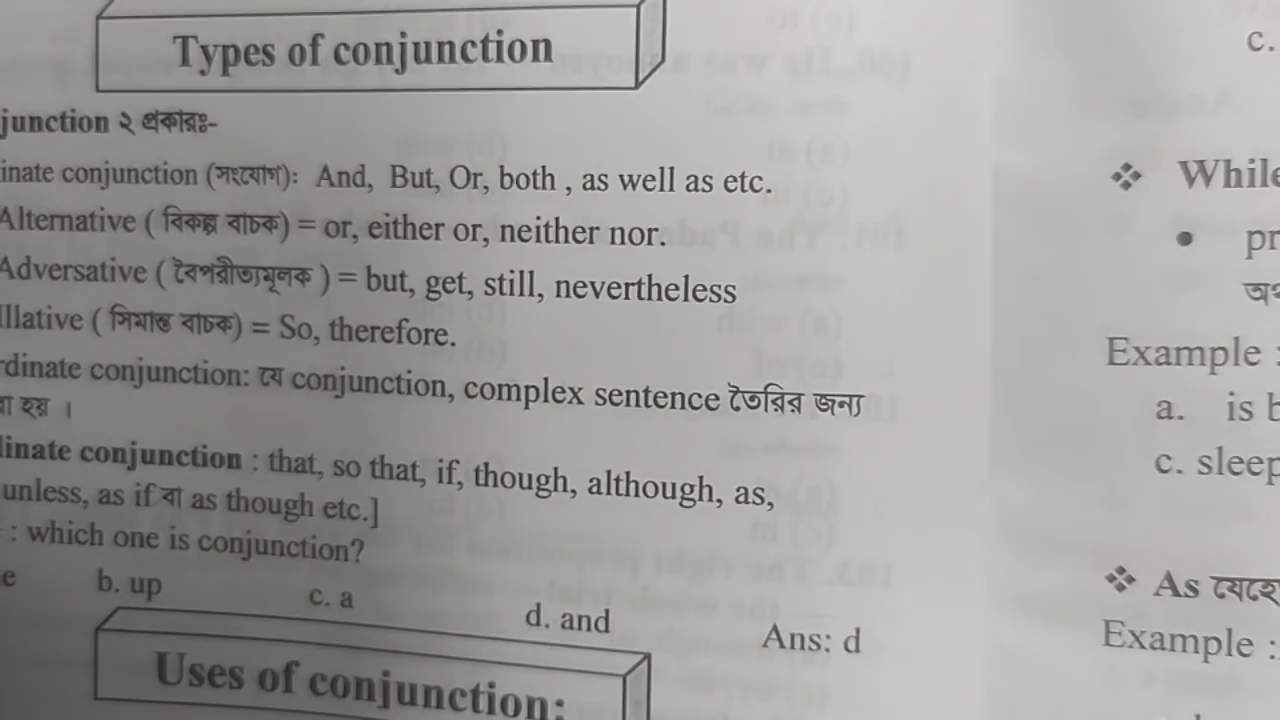 Types of conjunction
junction ২ প্রকারঃ-
inate conjunction (সংযোগ): And, But, Or, both , as well as etc.
Alternative ( বিকল্প বাচক) = or, either or, neither nor.
Adversative ( বৈপরীত্যমূলক ) = but, get, still, nevertheless
llative ( সিদ্ধান্ত বাচক) = So, therefore.
dinate conjunction: যে conjunction, complex sentence তৈরির জন্য
রা হয় ।
linate conjunction : that, so that, if, though, although, as,
unless, as if বা as though etc.]
: which one is conjunction?
e b. up c. a d. and Ans: d
Uses of conjunction:
c.
❖ While
• pr
অথ
Example :
a. is b
c. sleep
❖ As যেহে
Example :